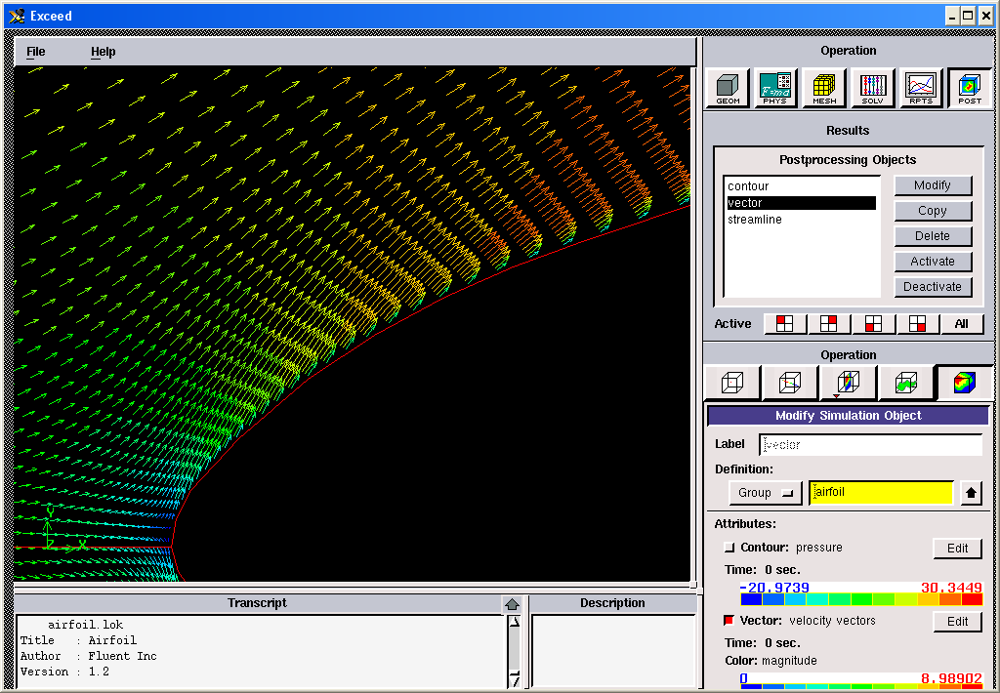 Exceed
File Help
Operation
GEOM PHYS MESH SOLV RPTS POST
F=ma
Results
Postprocessing Objects
contour
vector
streamline
Modify
Copy
Delete
Activate
Deactivate
Active All
Operation
Modify Simulation Object
Label vector
Definition:
Group airfoil
Attributes:
Contour: pressure Edit
Time: 0 sec.
-20.9739 30.3449
Vector: velocity vectors Edit
Time: 0 sec.
Color: magnitude
0 8.98902
Y
Z X
Transcript
airfoil.lok
Title : Airfoil
Author : Fluent Inc
Version : 1.2
Description